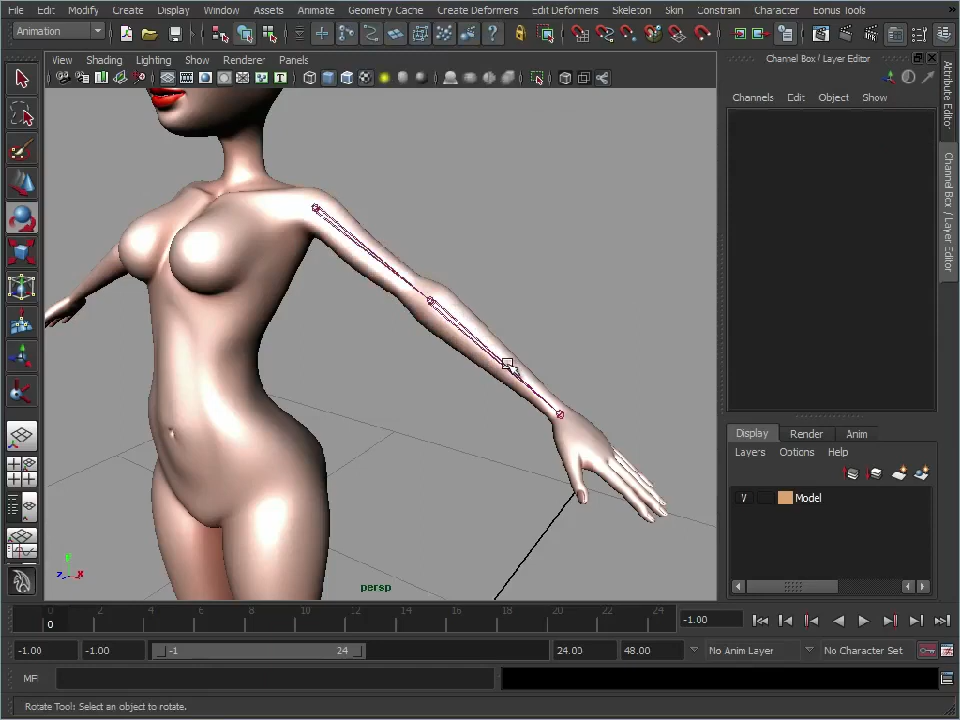 File Edit Modify Create Display Window Assets Animate Geometry Cache Create Deformers Edit Deformers Skeleton Skin Constrain Character Bonus Tools »
Animation
View Shading Lighting Show Renderer Panels
Channel Box / Layer Editor
Channels Edit Object Show
Attribute Editor
Channel Box / Layer Editor
Display Render Anim
Layers Options Help
V Model
persp
y
z x
0 2 4 6 8 10 12 14 16 18 20 22 24
0
-1.00
-1.00 -1.00 -1 24 24.00 48.00 No Anim Layer No Character Set
MEL
Rotate Tool: Select an object to rotate.